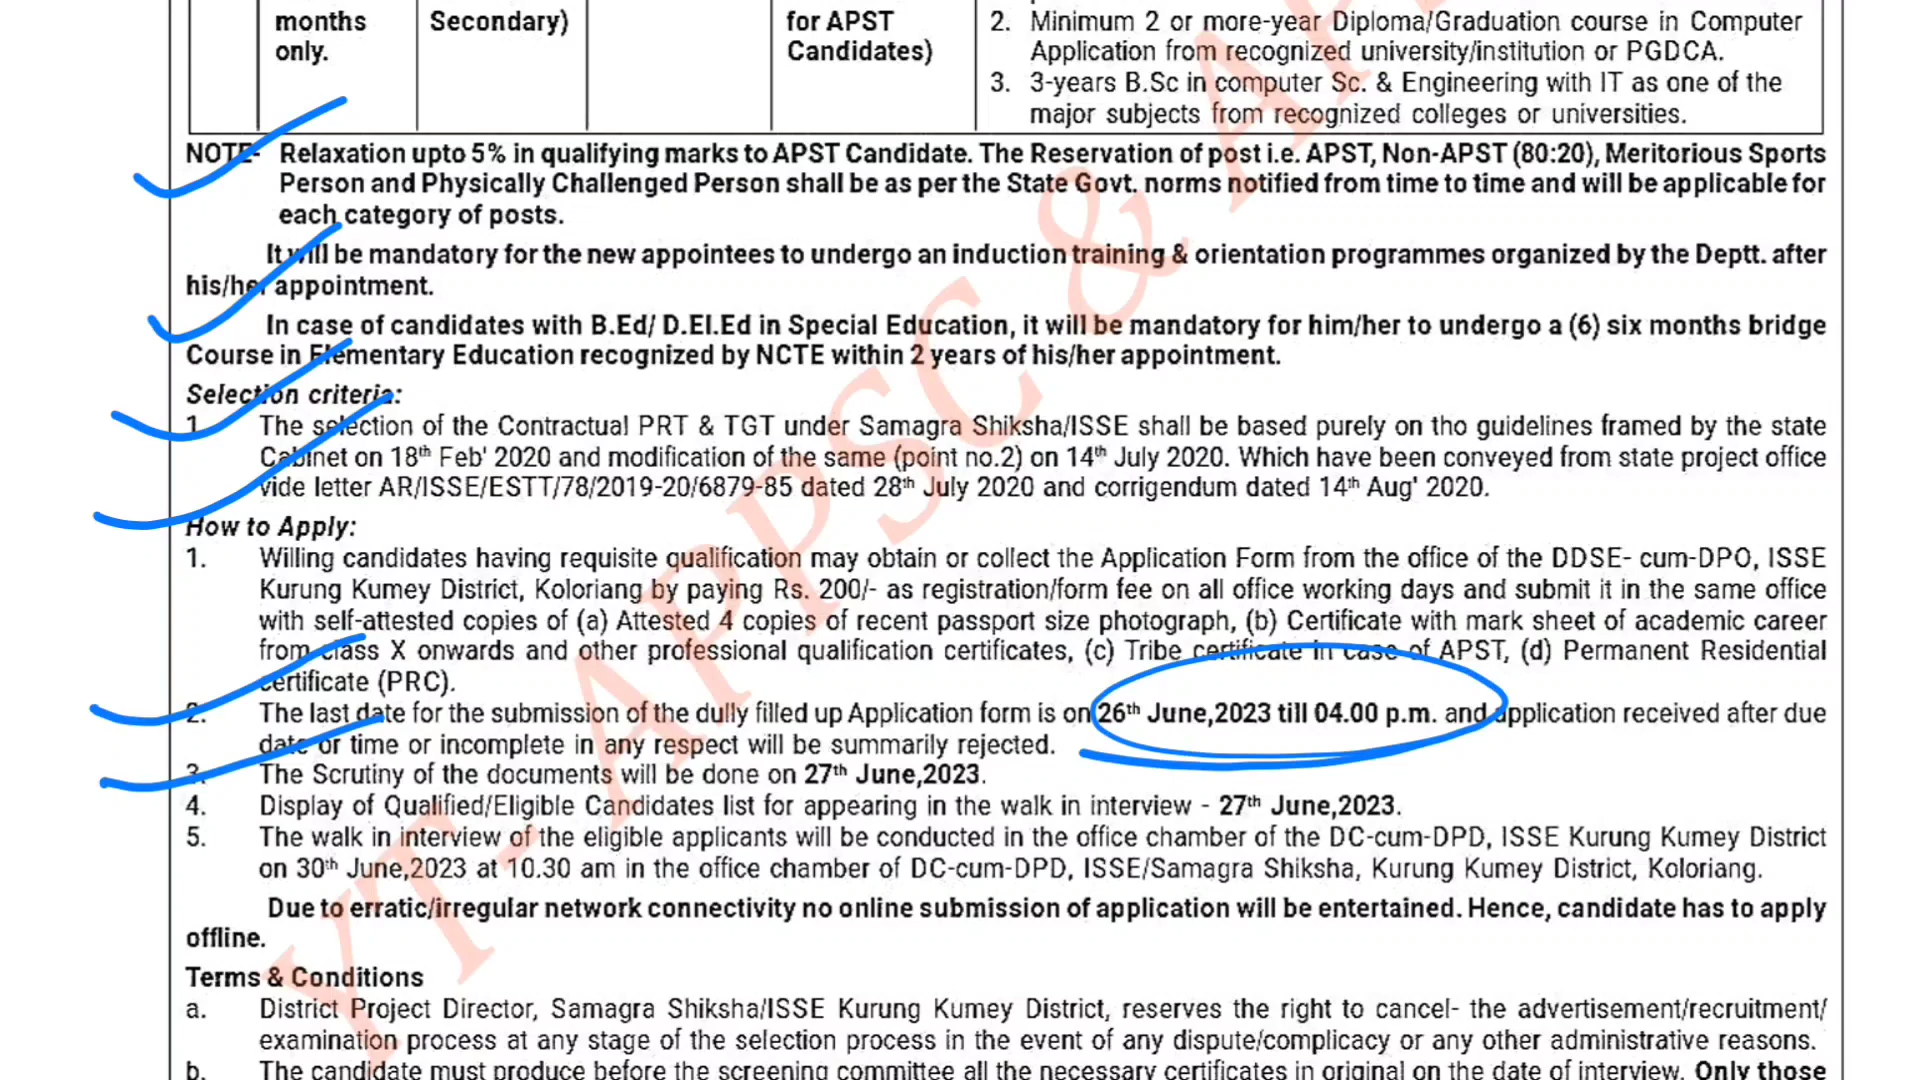 months
only.
Secondary)
for APST
Candidates)
2. Minimum 2 or more-year Diploma/Graduation course in Computer
Application from recognized university/institution or PGDCA.
3. 3-years B.Sc in computer Sc. & Engineering with IT as one of the
major subjects from recognized colleges or universities.
NOTE- Relaxation upto 5% in qualifying marks to APST Candidate. The Reservation of post i.e. APST, Non-APST (80:20), Meritorious Sports
Person and Physically Challenged Person shall be as per the State Govt. norms notified from time to time and will be applicable for
each category of posts.
It will be mandatory for the new appointees to undergo an induction training & orientation programmes organized by the Deptt. after
his/her appointment.
In case of candidates with B.Ed/ D.El.Ed in Special Education, it will be mandatory for him/her to undergo a (6) six months bridge
Course in Elementary Education recognized by NCTE within 2 years of his/her appointment.
Selection criteria:
1. The selection of the Contractual PRT & TGT under Samagra Shiksha/ISSE shall be based purely on tho guidelines framed by the state
Cabinet on 18th Feb' 2020 and modification of the same (point no.2) on 14th July 2020. Which have been conveyed from state project office
vide letter AR/ISSE/ESTT/78/2019-20/6879-85 dated 28th July 2020 and corrigendum dated 14th Aug' 2020.
How to Apply:
1. Willing candidates having requisite qualification may obtain or collect the Application Form from the office of the DDSE- cum-DPO, ISSE
Kurung Kumey District, Koloriang by paying Rs. 200/- as registration/form fee on all office working days and submit it in the same office
with self-attested copies of (a) Attested 4 copies of recent passport size photograph, (b) Certificate with mark sheet of academic career
from class X onwards and other professional qualification certificates, (c) Tribe certificate in case of APST, (d) Permanent Residential
certificate (PRC).
2. The last date for the submission of the dully filled up Application form is on 26th June,2023 till 04.00 p.m. and application received after due
date or time or incomplete in any respect will be summarily rejected.
3. The Scrutiny of the documents will be done on 27th June,2023.
4. Display of Qualified/Eligible Candidates list for appearing in the walk in interview - 27th June,2023.
5. The walk in interview of the eligible applicants will be conducted in the office chamber of the DC-cum-DPD, ISSE Kurung Kumey District
on 30th June,2023 at 10.30 am in the office chamber of DC-cum-DPD, ISSE/Samagra Shiksha, Kurung Kumey District, Koloriang.
Due to erratic/irregular network connectivity no online submission of application will be entertained. Hence, candidate has to apply
offline.
Terms & Conditions
a. District Project Director, Samagra Shiksha/ISSE Kurung Kumey District, reserves the right to cancel- the advertisement/recruitment/
examination process at any stage of the selection process in the event of any dispute/complicacy or any other administrative reasons.
b. The candidate must produce before the screening committee all the necessary certificates in original on the date of interview. Only those
YT - APPSC & AP